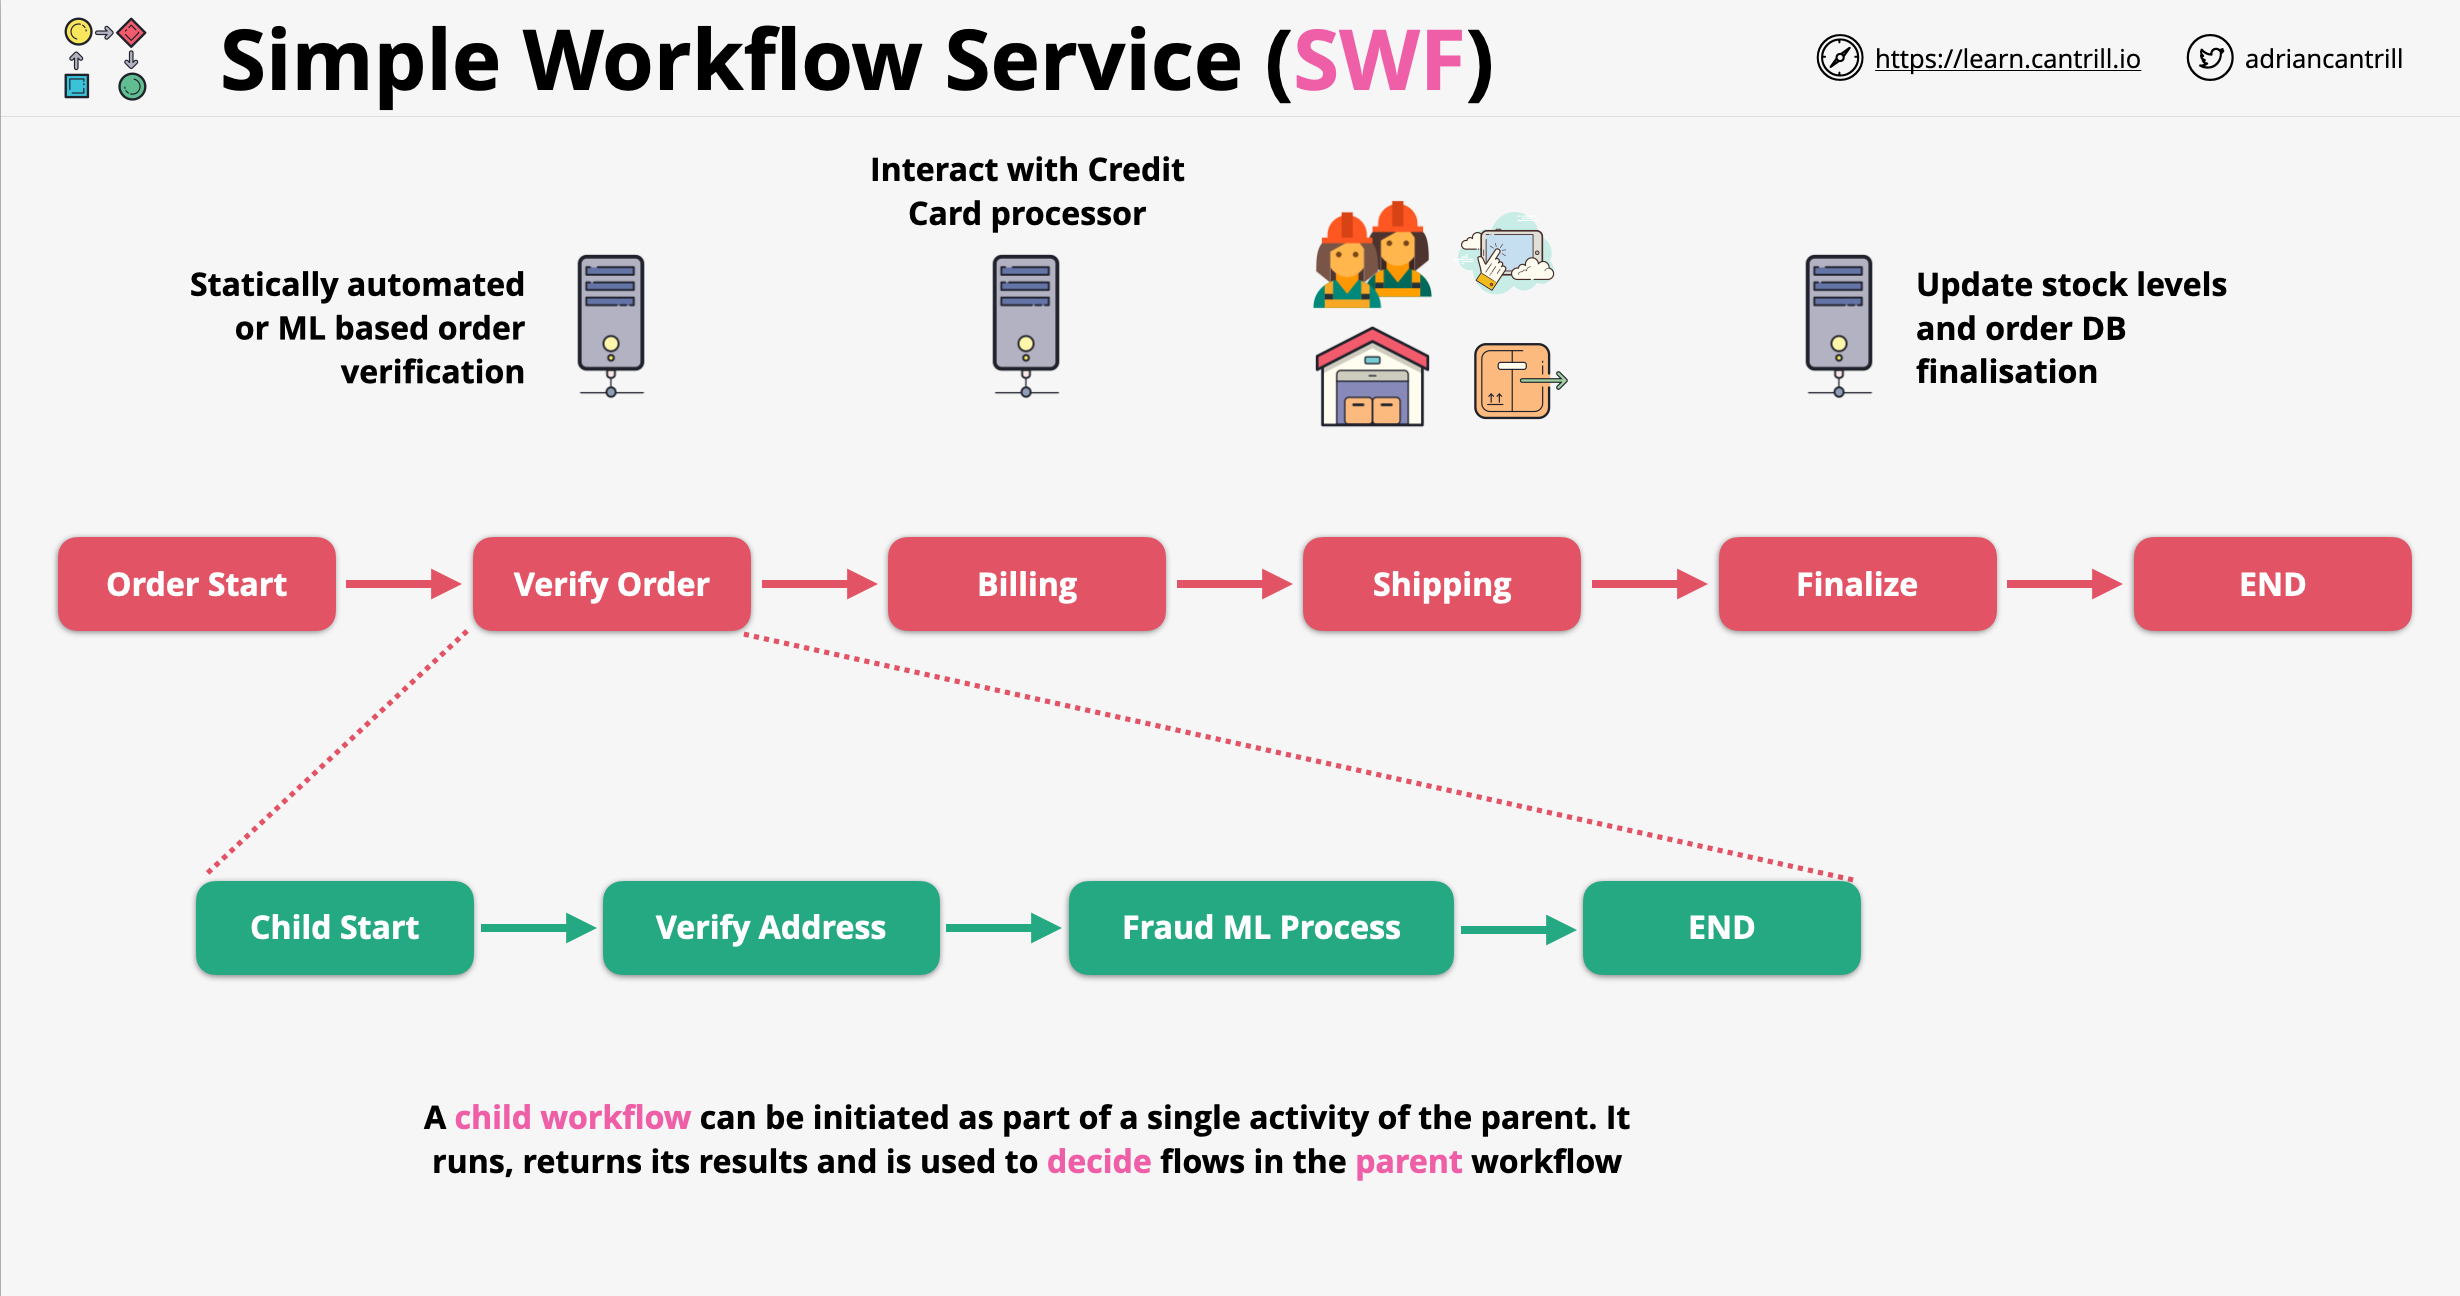 Simple Workflow Service (SWF)
https://learn.cantrill.io
adriancantrill
Statically automated
or ML based order
verification
Interact with Credit
Card processor
Update stock levels
and order DB
finalisation
Order Start
Verify Order
Billing
Shipping
Finalize
END
Child Start
Verify Address
Fraud ML Process
END
A child workflow can be initiated as part of a single activity of the parent. It
runs, returns its results and is used to decide flows in the parent workflow